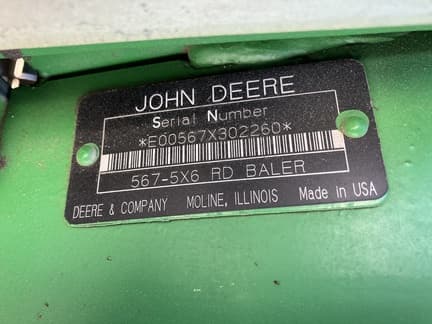 JOHN DEERE
Serial Number
*E00567X302260*
567-5X6 RD BALER
DEERE & COMPANY MOLINE, ILLINOIS Made in USA